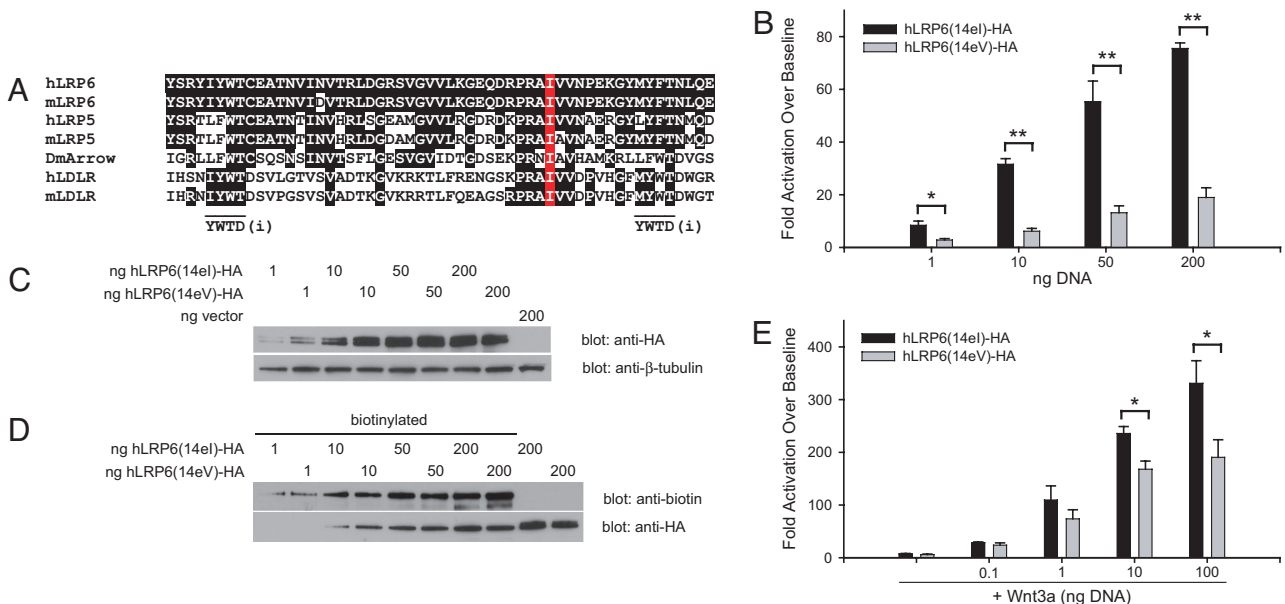 A
hLRP6 YSRYIYWTCEATNVINVTRLDGRSVGVVLKGEQDRPRAIVVNPEKGYMYFTNLQE
mLRP6 YSRYIYWTCEATNVIDVTRLDGRSVGVVLKGEQDRPRAIVVNPEKGYMYFTNLQE
hLRP5 YSRTLFWTCEATNTINVHRLSGEAMGVVLRGDRDKPRAIVVNAERGYLYFTNMQD
mLRP5 YSRTLFWTCEATNTINVHRLDGDAMGVVLRGDRDKPRAIAVNAERGYMYFTNMQD
DmArrow IGRLLFWTCSQSNSINVTSFLGESVGVIDTGDSEKPRNIAVHAMKRLLFWTDVGS
hLDLR IHSNIYWTDSVLGTVSVADTKGVKRKTLFRENGSKPRAIVVDPVHGFMYWTDWGR
mLDLR IHRNIYWTDSVPGSVSVADTKGVKRRTLFQEAGSRPRAIVVDPVHGFMYWTDWGT
YWTD(i) YWTD(i)
B
hLRP6(14eI)-HA
hLRP6(14eV)-HA
Fold Activation Over Baseline
80
60
40
20
0
* ** ** **
1 10 50 200
ng DNA
C
ng hLRP6(14eI)-HA 1 10 50 200
ng hLRP6(14eV)-HA 1 10 50 200
ng vector 200
blot: anti-HA
blot: anti-β-tubulin
D
biotinylated
ng hLRP6(14eI)-HA 1 10 50 200 200
ng hLRP6(14eV)-HA 1 10 50 200 200
blot: anti-biotin
blot: anti-HA
E
hLRP6(14eI)-HA
hLRP6(14eV)-HA
Fold Activation Over Baseline
400
300
200
100
0
* *
0.1 1 10 100
+ Wnt3a (ng DNA)